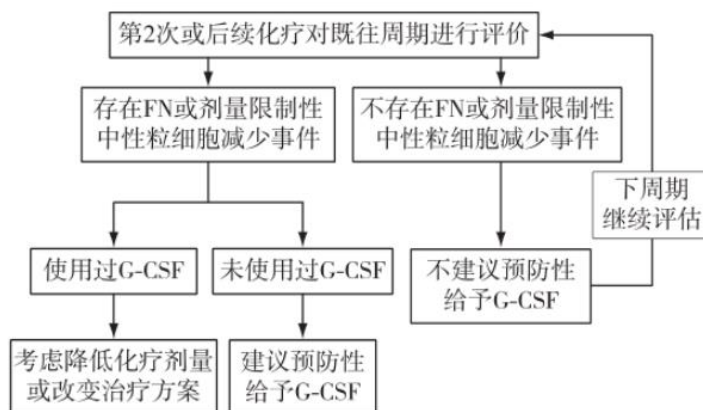 第2次或后续化疗对既往周期进行评价
存在FN或剂量限制性
中性粒细胞减少事件
不存在FN或剂量限制性
中性粒细胞减少事件
下周期
继续评估
使用过G-CSF
未使用过G-CSF
不建议预防性
给予G-CSF
考虑降低化疗剂量
或改变治疗方案
建议预防性
给予G-CSF